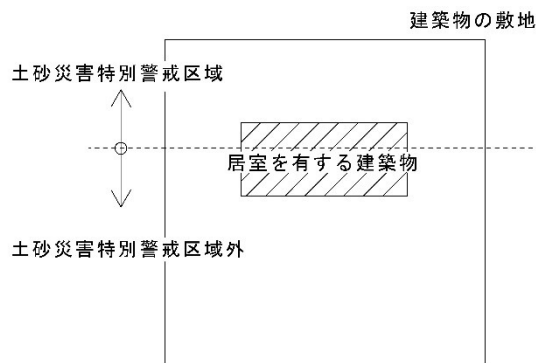 建築物の敷地
土砂災害特別警戒区域
居室を有する建築物
土砂災害特別警戒区域外